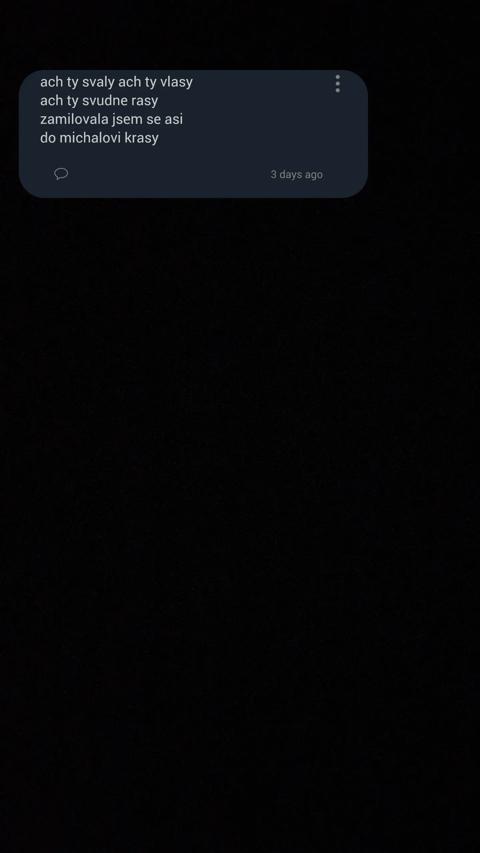 ach ty svaly ach ty vlasy
ach ty svudne rasy
zamilovala jsem se asi
do michalovi krasy
3 days ago